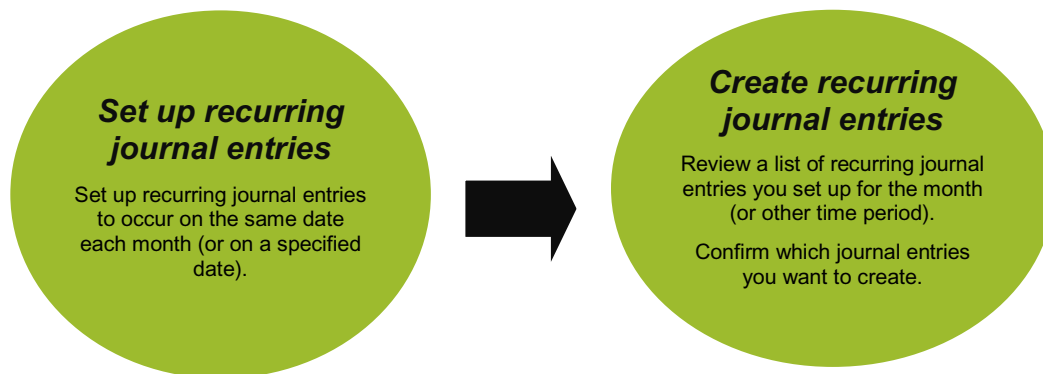 Set up recurring
journal entries
Set up recurring journal entries
to occur on the same date
each month (or on a specified
date).
Create recurring
journal entries
Review a list of recurring journal
entries you set up for the month
(or other time period).
Confirm which journal entries
you want to create.